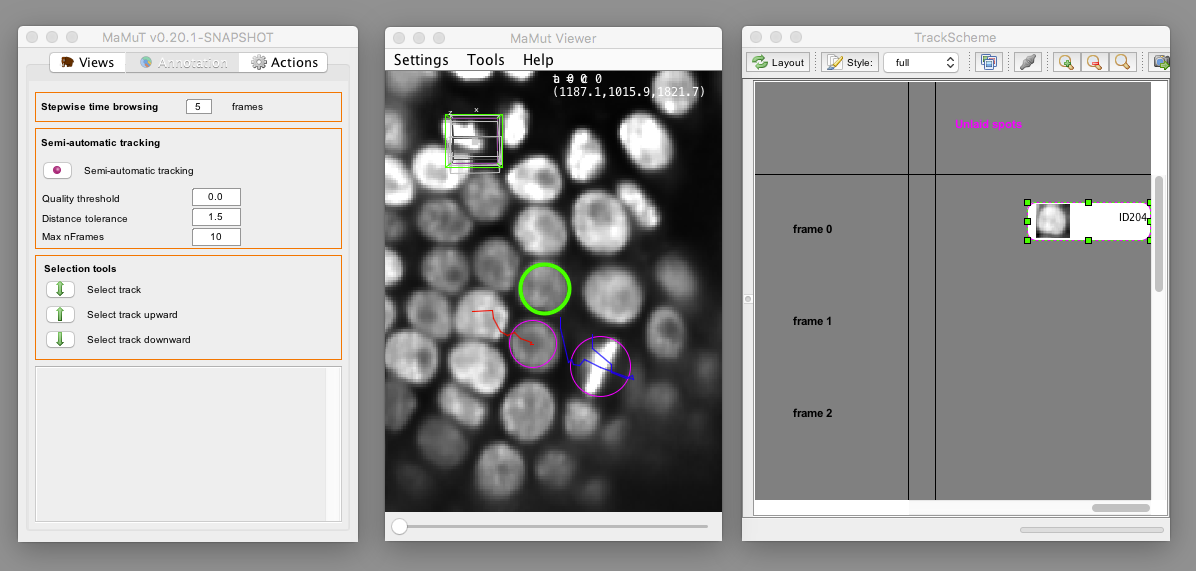 MaMuT v0.20.1-SNAPSHOT
Views
Annotation
Actions
Stepwise time browsing 5 frames
Semi-automatic tracking
Semi-automatic tracking
Quality threshold 0.0
Distance tolerance 1.5
Max nFrames 10
Selection tools
Select track
Select track upward
Select track downward
MaMut Viewer
Settings Tools Help
(1187.1,1015.9,1821.7)
x
z
TrackScheme
Layout Style: full
Unlaid spots
frame 0
ID204
frame 1
frame 2